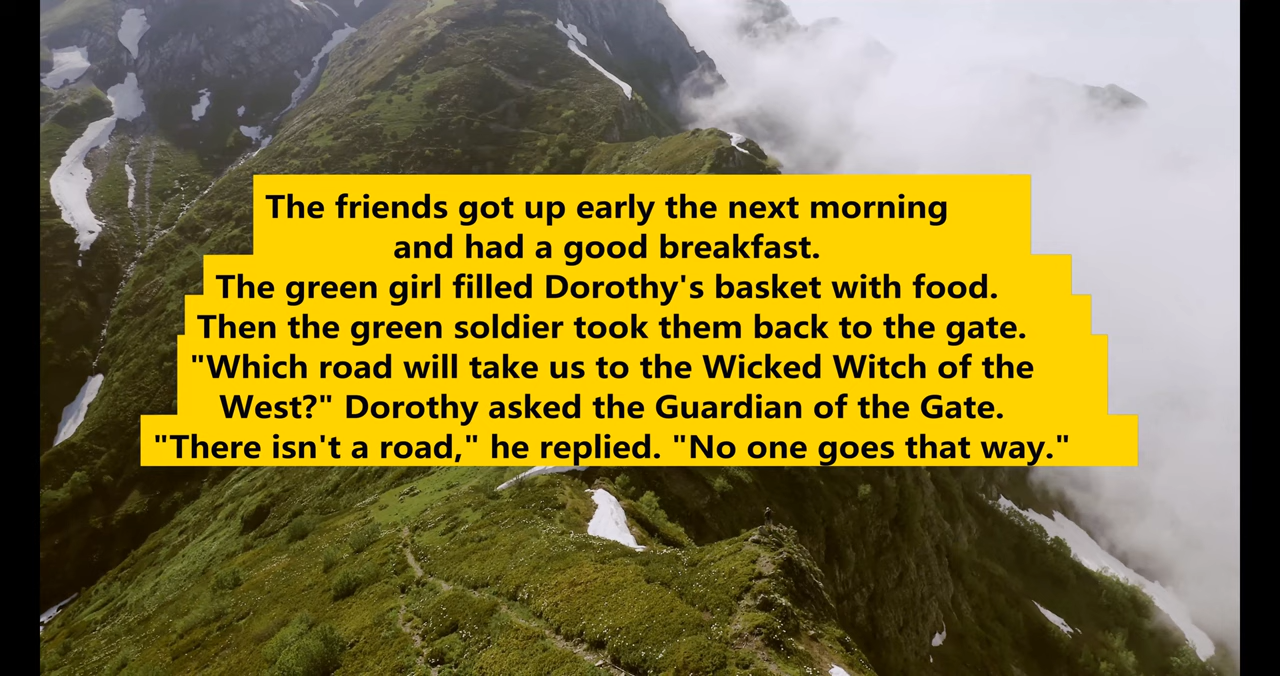 The friends got up early the next morning
and had a good breakfast.
The green girl filled Dorothy's basket with food.
Then the green soldier took them back to the gate.
"Which road will take us to the Wicked Witch of the
West?" Dorothy asked the Guardian of the Gate.
"There isn't a road," he replied. "No one goes that way."